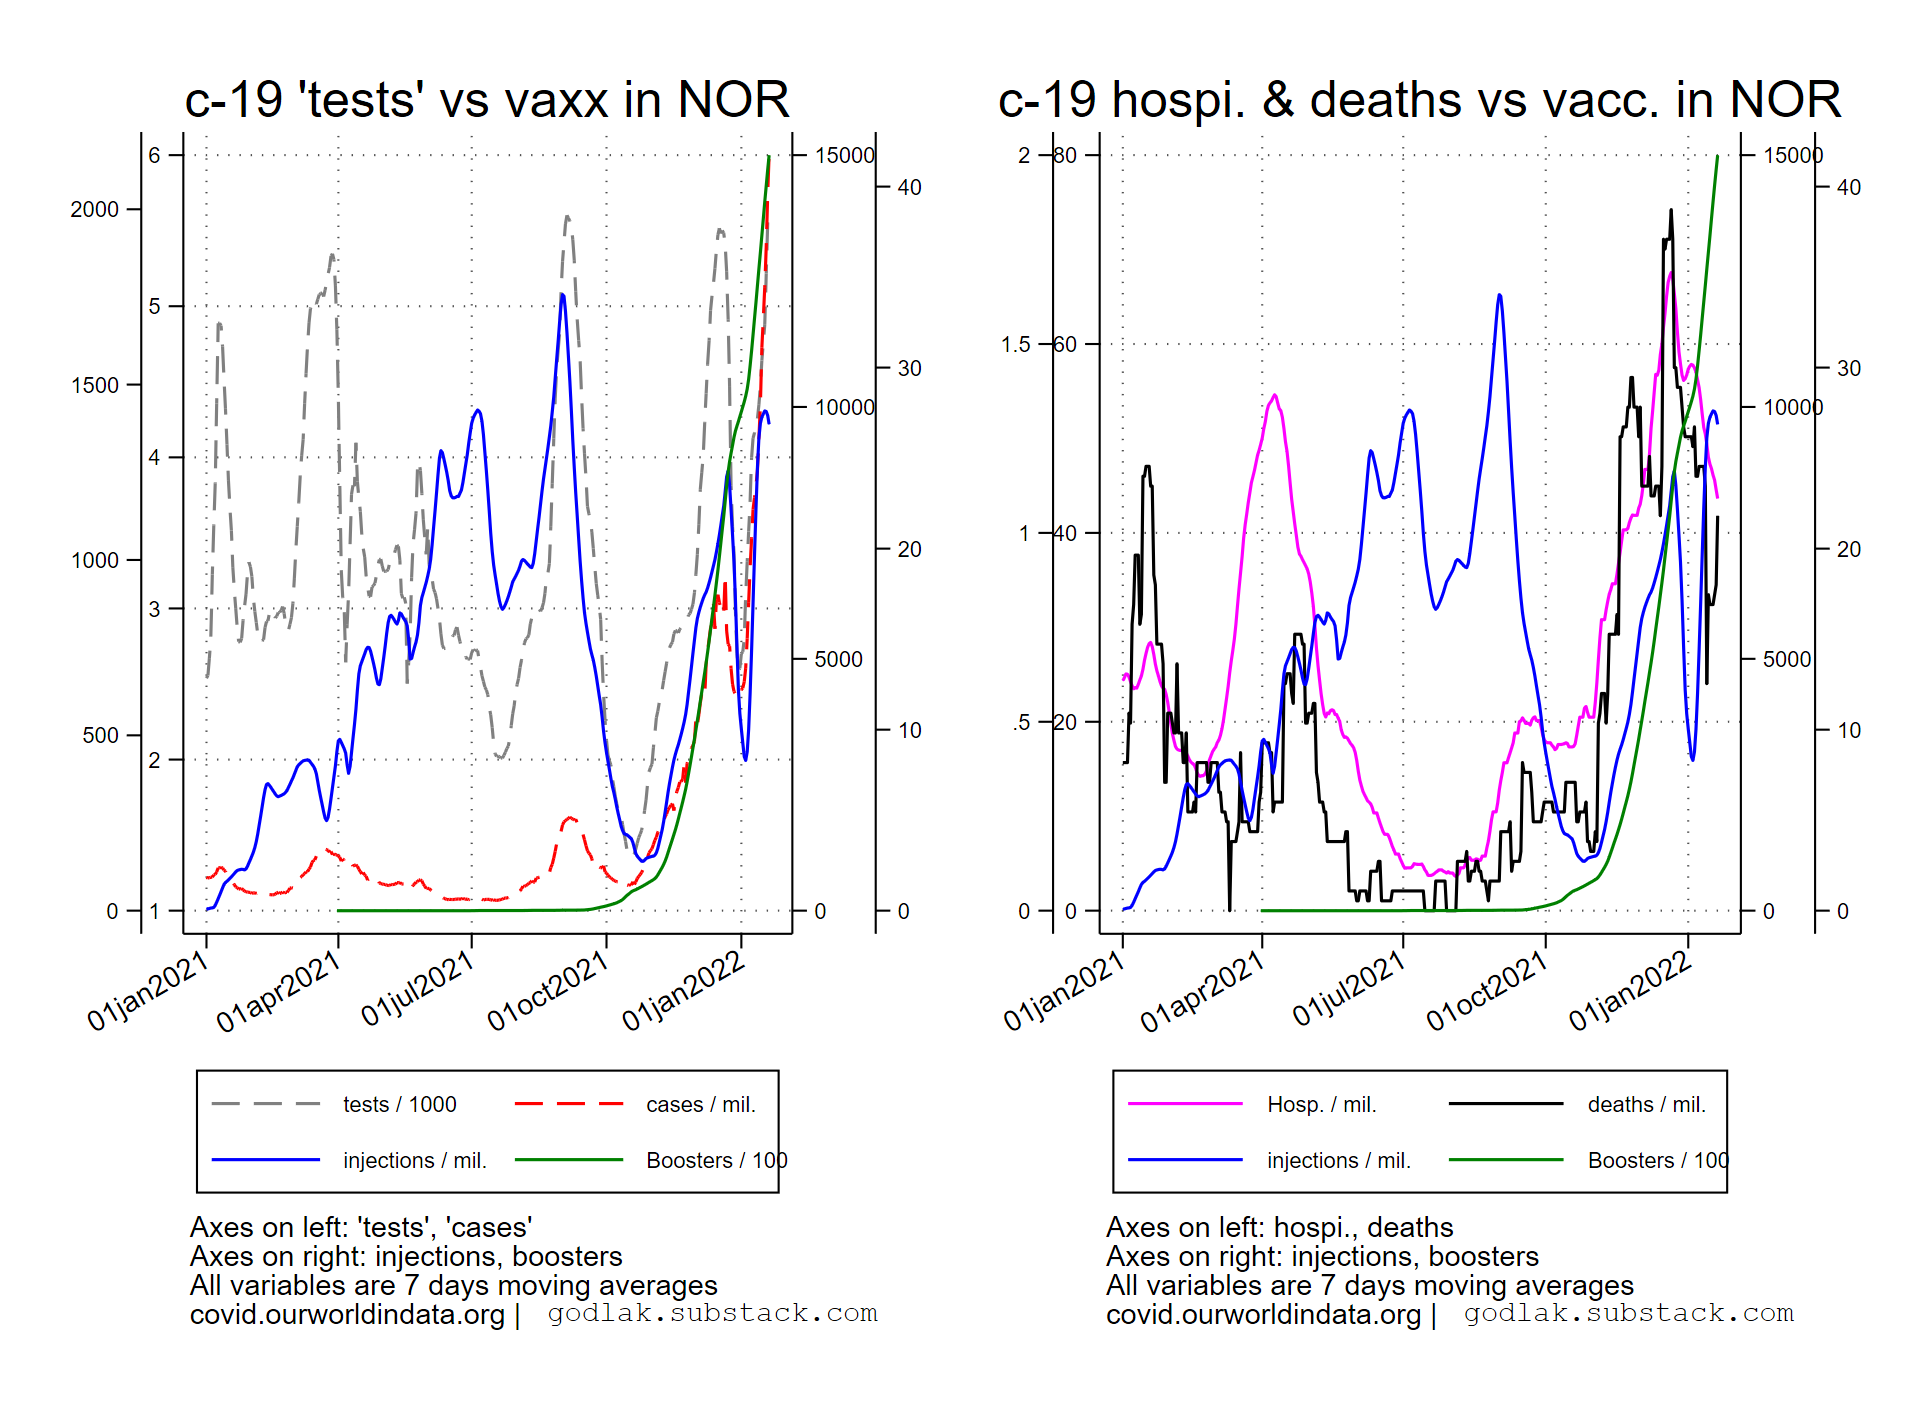 c-19 'tests' vs vaxx in NOR
2000
1500
1000
500
0
6
5
4
3
2
1
15000
10000
5000
0
40
30
20
10
0
01jan2021
01apr2021
01jul2021
01oct2021
01jan2022
tests / 1000
cases / mil.
injections / mil.
Boosters / 100
Axes on left: 'tests', 'cases'
Axes on right: injections, boosters
All variables are 7 days moving averages
covid.ourworldindata.org | godlak.substack.com
c-19 hospi. & deaths vs vacc. in NOR
2
1.5
1
.5
0
80
60
40
20
0
15000
10000
5000
0
40
30
20
10
0
01jan2021
01apr2021
01jul2021
01oct2021
01jan2022
Hosp. / mil.
deaths / mil.
injections / mil.
Boosters / 100
Axes on left: hospi., deaths
Axes on right: injections, boosters
All variables are 7 days moving averages
covid.ourworldindata.org | godlak.substack.com